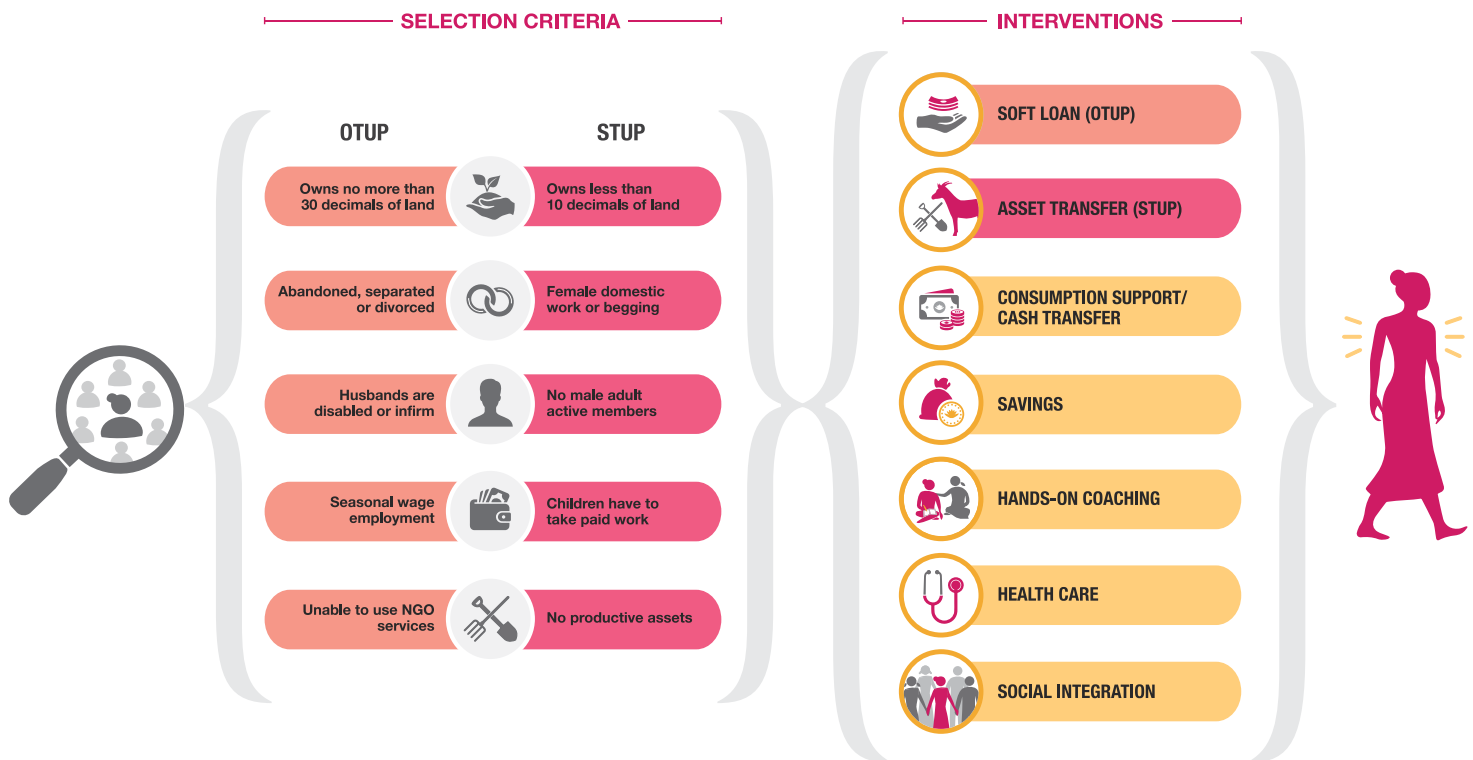 SELECTION CRITERIA
INTERVENTIONS
OTUP
STUP
Owns no more than
30 decimals of land
Owns less than
10 decimals of land
Abandoned, separated
or divorced
Female domestic
work or begging
Husbands are
disabled or infirm
No male adult
active members
Seasonal wage
employment
Children have to
take paid work
Unable to use NGO
services
No productive assets
SOFT LOAN (OTUP)
ASSET TRANSFER (STUP)
CONSUMPTION SUPPORT/
CASH TRANSFER
SAVINGS
HANDS-ON COACHING
HEALTH CARE
SOCIAL INTEGRATION